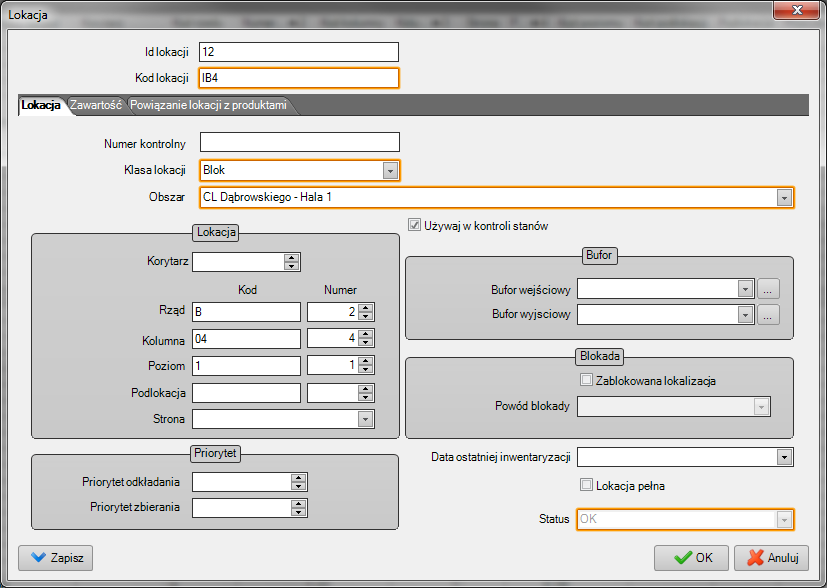 Lokacja
Id lokacji 12
Kod lokacji IB4
Lokacja Zawartość Powiązanie lokacji z produktami
Numer kontrolny
Klasa lokacji Blok
Obszar CL Dąbrowskiego - Hala 1
Używaj w kontroli stanów
Lokacja
Korytarz
Kod Numer
Rząd B 2
Kolumna 04 4
Poziom 1 1
Podlokacja
Strona
Bufor
Bufor wejściowy ...
Bufor wyjsciowy ...
Blokada
Zablokowana lokalizacja
Powód blokady
Priorytet
Priorytet odkładania
Priorytet zbierania
Data ostatniej inwentaryzacji
Lokacja pełna
Status OK
Zapisz OK Anuluj